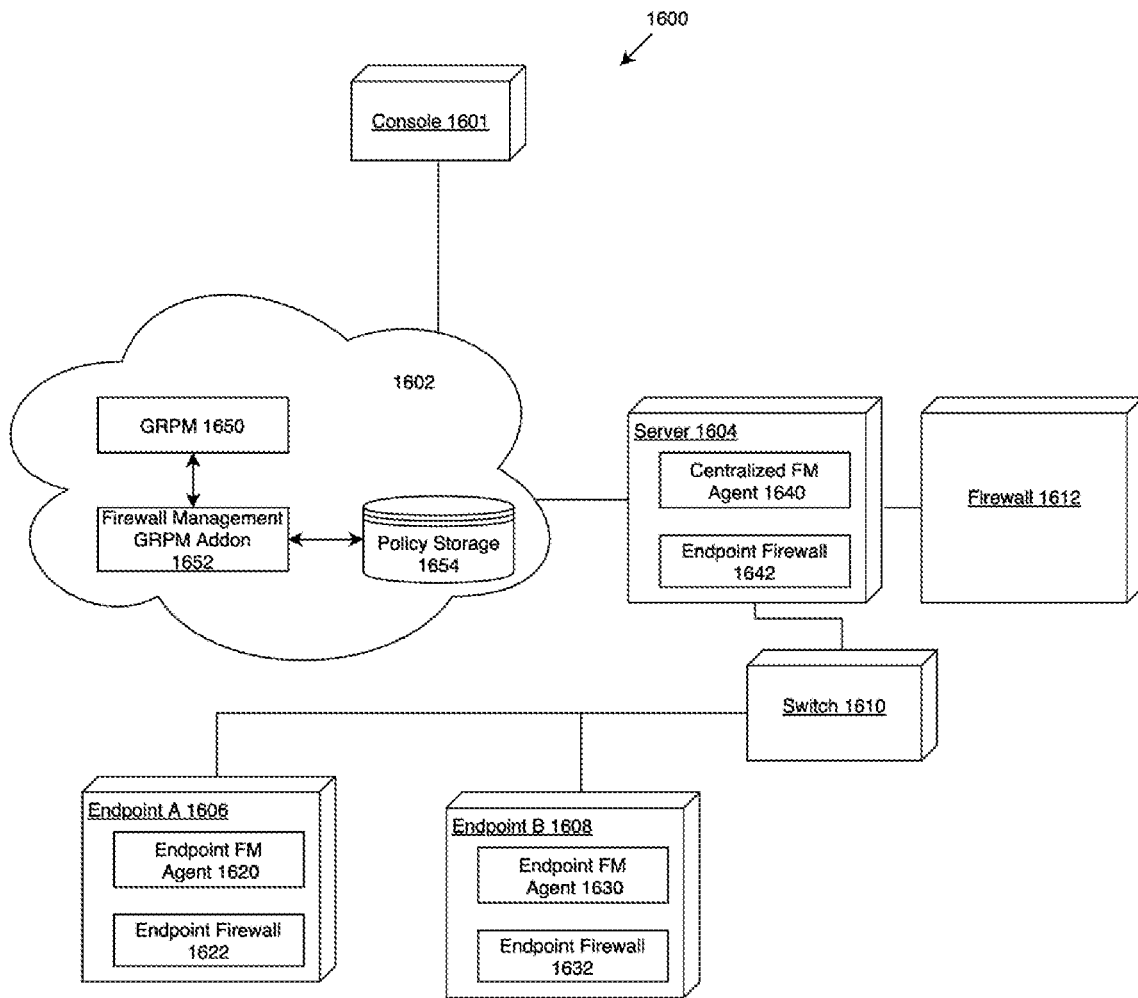 1600
Console 1601
1602
GRPM 1650
Firewall Management
GRPM Addon
1652
Policy Storage
1654
Server 1604
Centralized FM
Agent 1640
Endpoint Firewall
1642
Firewall 1612
Switch 1610
Endpoint A 1606
Endpoint FM
Agent 1620
Endpoint Firewall
1622
Endpoint B 1608
Endpoint FM
Agent 1630
Endpoint Firewall
1632